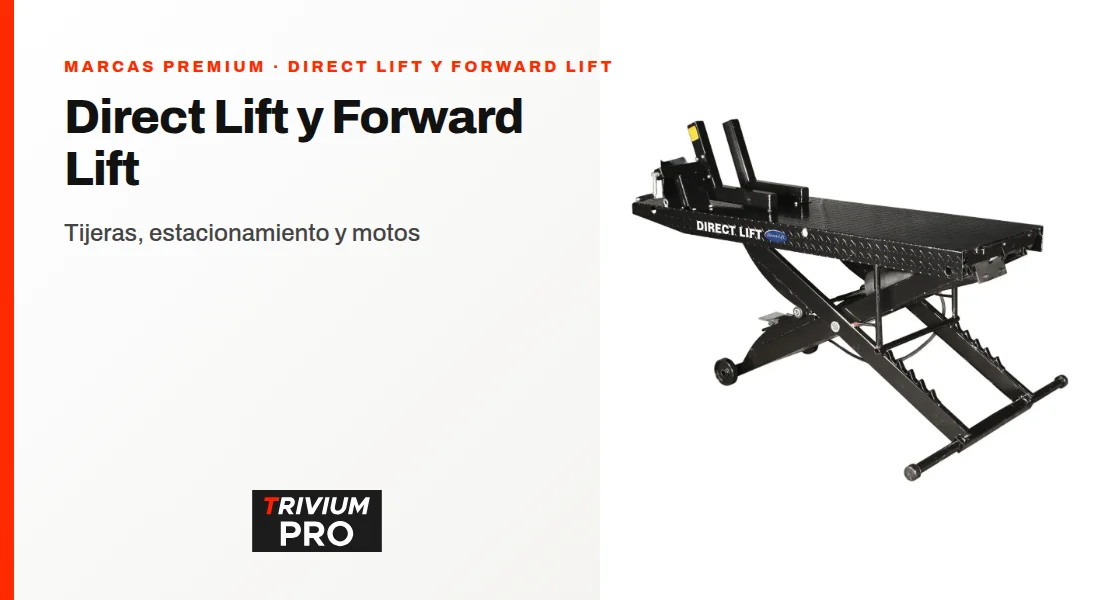 MARCAS PREMIUM · DIRECT LIFT Y FORWARD LIFT
Direct Lift y Forward
Lift
Tijeras, estacionamiento y motos
DIRECT LIFT
TRIVIUM
PRO